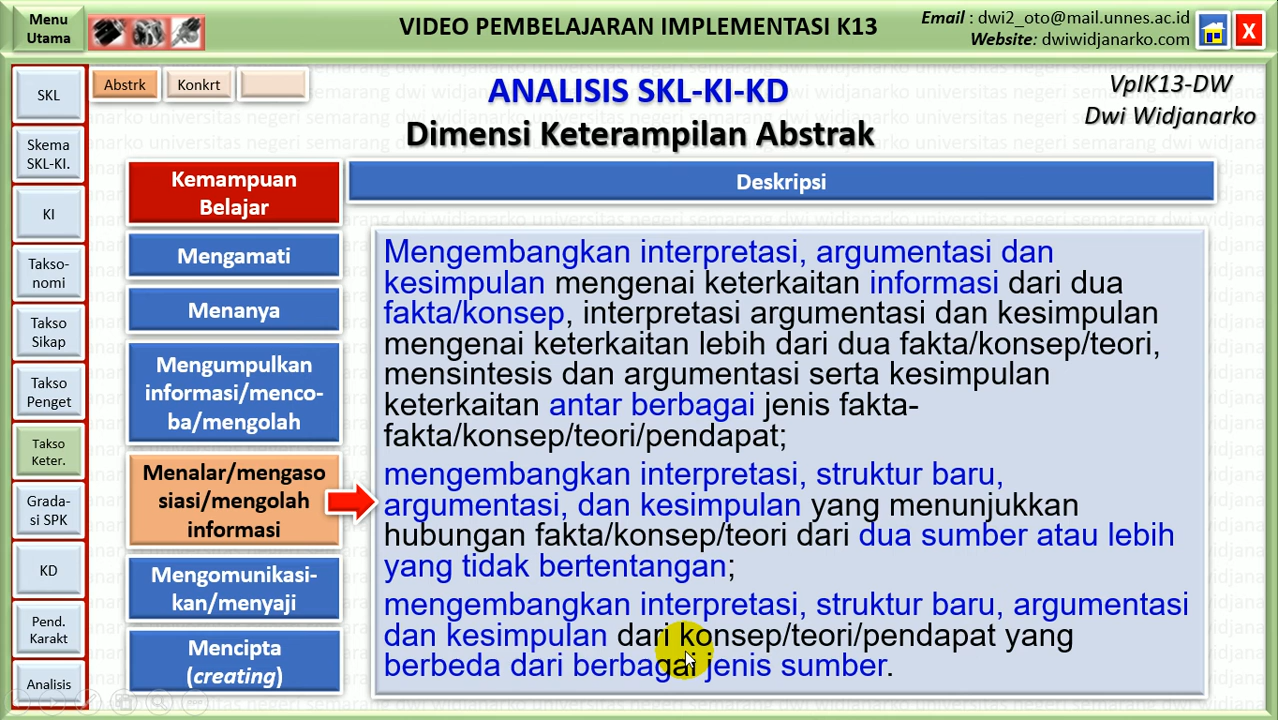 Menu
Utama
VIDEO PEMBELAJARAN IMPLEMENTASI K13
Email : dwi2_oto@mail.unnes.ac.id
Website: dwiwidjanarko.com
X
SKL
Skema
SKL-KI.
KI
Takso-
nomi
Takso
Sikap
Takso
Penget
Takso
Keter.
Grada-
si SPK
KD
Pend.
Karakt
Analisis
Abstrk
Konkrt
ANALISIS SKL-KI-KD
Dimensi Keterampilan Abstrak
VpIK13-DW
Dwi Widjanarko
Kemampuan
Belajar
Deskripsi
Mengamati
Menanya
Mengumpulkan
informasi/menco-
ba/mengolah
Menalar/mengaso
siasi/mengolah
informasi
Mengomunikasi-
kan/menyaji
Mencipta
(creating)
Mengembangkan interpretasi, argumentasi dan
kesimpulan mengenai keterkaitan informasi dari dua
fakta/konsep, interpretasi argumentasi dan kesimpulan
mengenai keterkaitan lebih dari dua fakta/konsep/teori,
mensintesis dan argumentasi serta kesimpulan
keterkaitan antar berbagai jenis fakta-
fakta/konsep/teori/pendapat;
mengembangkan interpretasi, struktur baru,
argumentasi, dan kesimpulan yang menunjukkan
hubungan fakta/konsep/teori dari dua sumber atau lebih
yang tidak bertentangan;
mengembangkan interpretasi, struktur baru, argumentasi
dan kesimpulan dari konsep/teori/pendapat yang
berbeda dari berbagai jenis sumber.